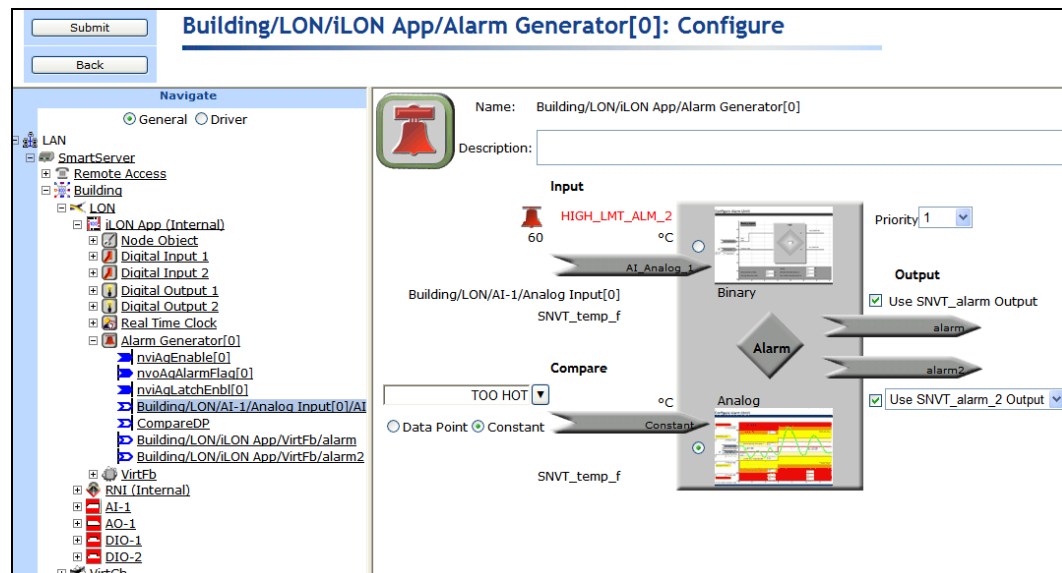 Submit
Building/LON/iLON App/Alarm Generator[0]: Configure
Back
Navigate
General Driver
LAN
SmartServer
Remote Access
Building
LON
iLON App (Internal)
Node Object
Digital Input 1
Digital Input 2
Digital Output 1
Digital Output 2
Real Time Clock
Alarm Generator[0]
nviAgEnable[0]
nvoAgAlarmFlag[0]
nviAgLatchEnbl[0]
Building/LON/AI-1/Analog Input[0]/AI
CompareDP
Building/LON/iLON App/VirtFb/alarm
Building/LON/iLON App/VirtFb/alarm2
VirtFb
RNI (Internal)
AI-1
AO-1
DIO-1
DIO-2
Name: Building/LON/iLON App/Alarm Generator[0]
Description:
Input
HIGH_LMT_ALM_2
60 °C
AI_Analog_1
Building/LON/AI-1/Analog Input[0]
SNVT_temp_f
Compare
TOO HOT
°C
Data Point Constant
Constant
SNVT_temp_f
Binary
Alarm
Analog
Priority 1
Output
Use SNVT_alarm Output
alarm
alarm2
Use SNVT_alarm_2 Output